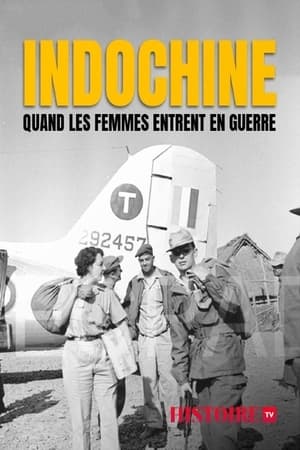 INDOCHINE
QUAND LES FEMMES ENTRENT EN GUERRE
T
292457
HISTOIRE TV